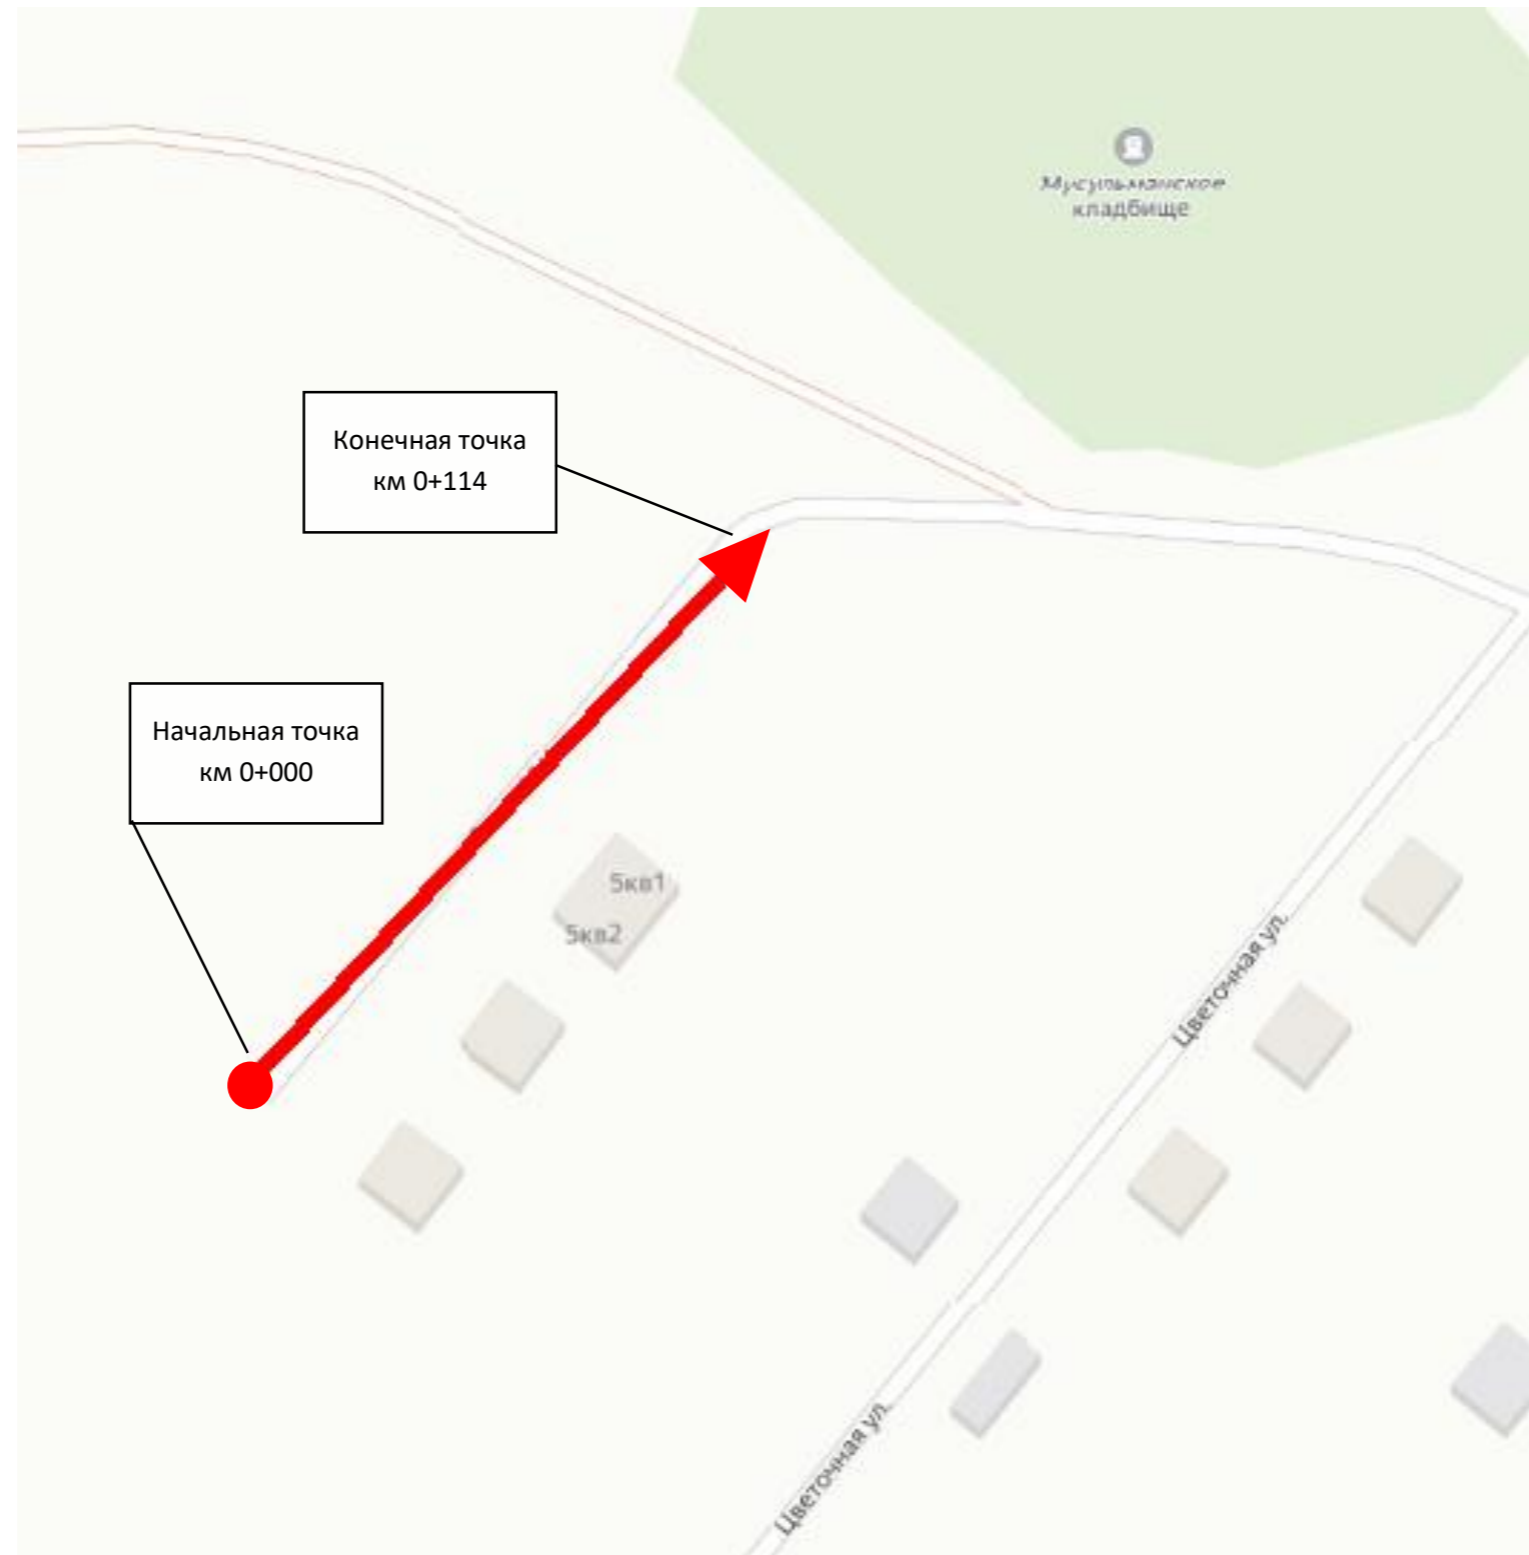 Мусульманское
кладбище
Конечная точка
км 0+114
Начальная точка
км 0+000
5кв1
5кв2
Цветочная ул.
Цветочная ул.